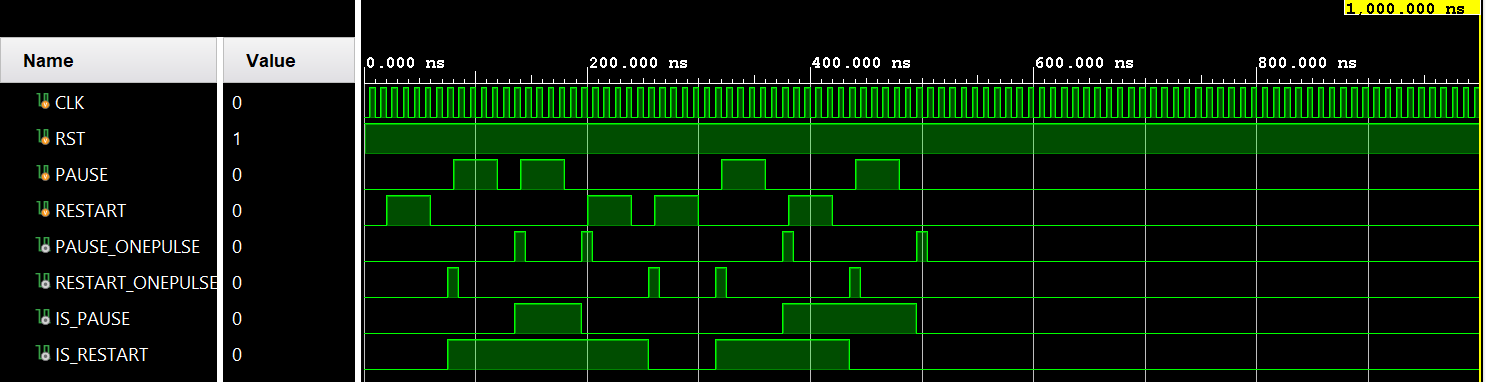 1,000.000 ns
Name Value
0.000 ns 200.000 ns 400.000 ns 600.000 ns 800.000 ns
CLK 0
RST 1
PAUSE 0
RESTART 0
PAUSE_ONEPULSE 0
RESTART_ONEPULSE 0
IS_PAUSE 0
IS_RESTART 0